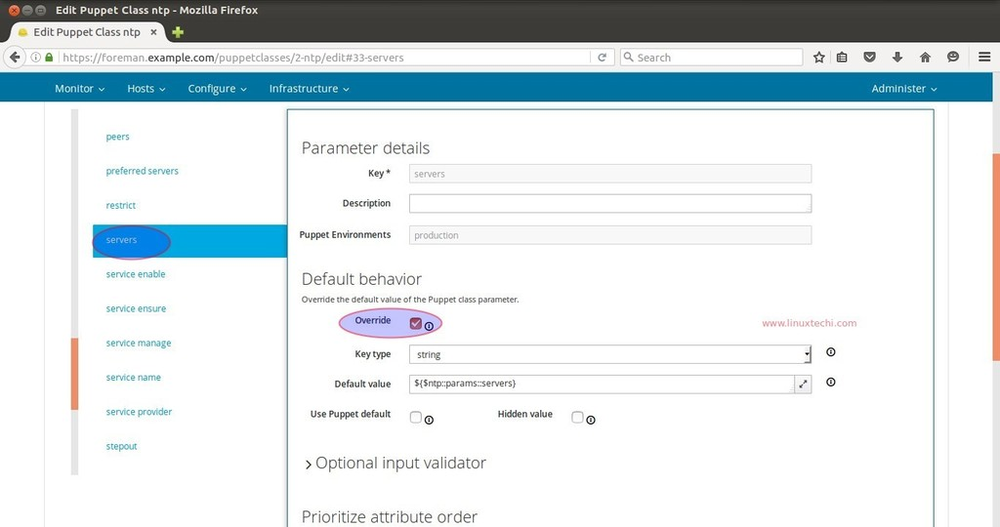 Edit Puppet Class ntp - Mozilla Firefox
Edit Puppet Class ntp
https://foreman.example.com/puppetclasses/2-ntp/edit#33-servers
Search
Monitor Hosts Configure Infrastructure Administer
peers
preferred servers
restrict
servers
service enable
service ensure
service manage
service name
service provider
stepout
Parameter details
Key * servers
Description
Puppet Environments production
Default behavior
Override the default value of the Puppet class parameter.
Override
www.linuxtechi.com
Key type string
Default value ${$ntp::params::servers}
Use Puppet default Hidden value
Optional input validator
Prioritize attribute order